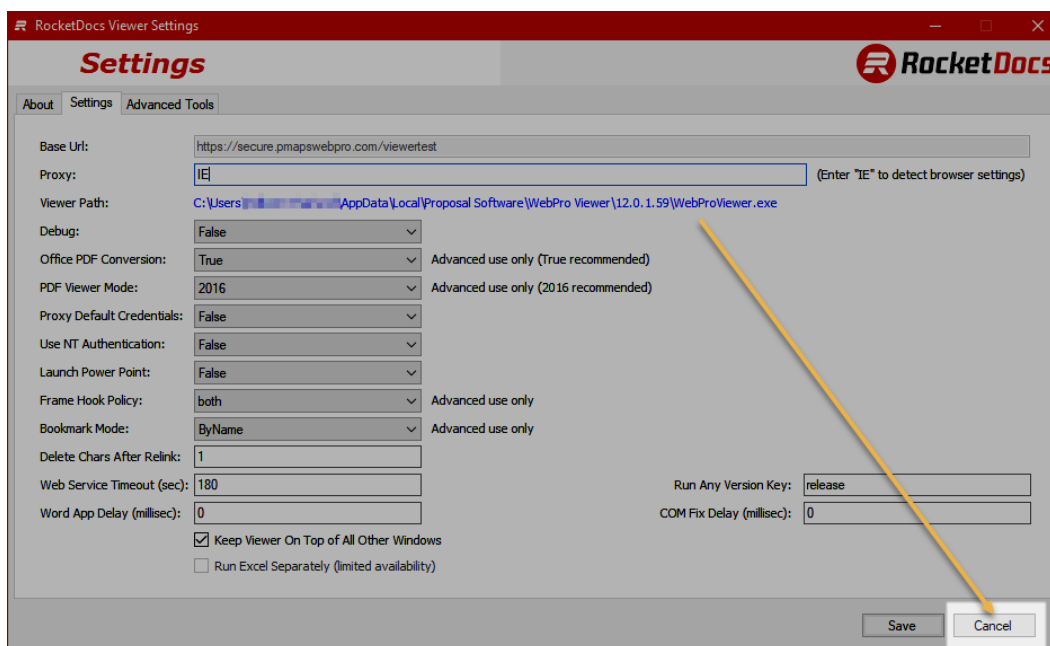 RocketDocs Viewer Settings
Settings
RocketDocs
About Settings Advanced Tools
Base Url: https://secure.pmapswebpro.com/viewertest
Proxy: IE (Enter "IE" to detect browser settings)
Viewer Path: C:\Users\ \AppData\Local\Proposal Software\WebPro Viewer\12.0.1.59\WebProViewer.exe
Debug: False
Office PDF Conversion: True Advanced use only (True recommended)
PDF Viewer Mode: 2016 Advanced use only (2016 recommended)
Proxy Default Credentials: False
Use NT Authentication: False
Launch Power Point: False
Frame Hook Policy: both Advanced use only
Bookmark Mode: ByName Advanced use only
Delete Chars After Relink: 1
Web Service Timeout (sec): 180 Run Any Version Key: release
Word App Delay (millisec): 0 COM Fix Delay (millisec): 0
Keep Viewer On Top of All Other Windows
Run Excel Separately (limited availability)
Save Cancel